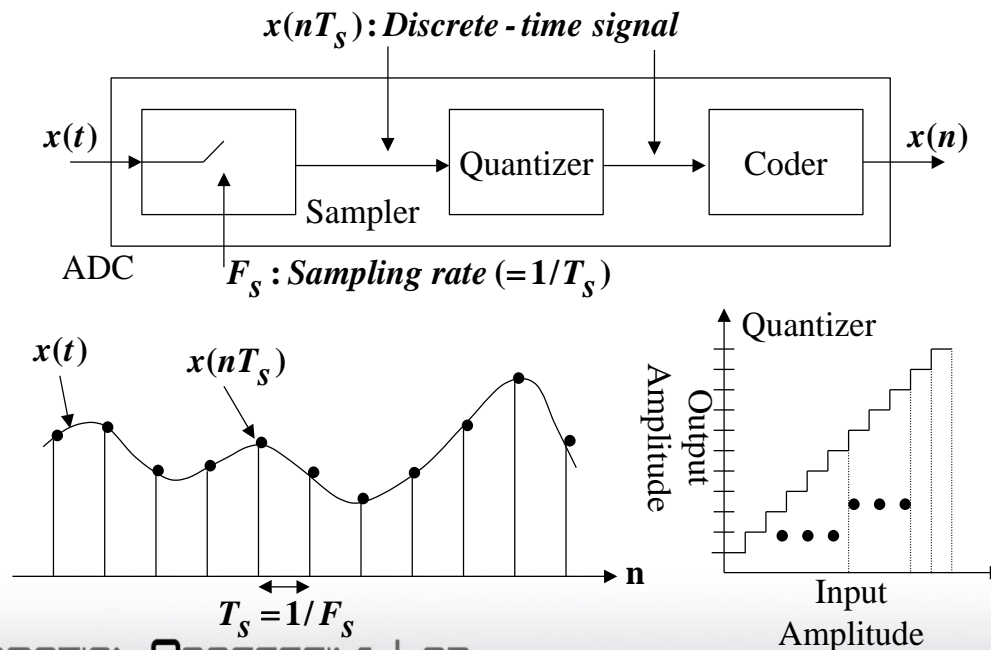 x(nT_s): Discrete-time signal
x(t)
x(n)
Quantizer
Coder
Sampler
ADC
F_s: Sampling rate (=1/T_s)
x(t)
x(nT_s)
n
T_s = 1/F_s
Quantizer
Output
Amplitude
Input
Amplitude